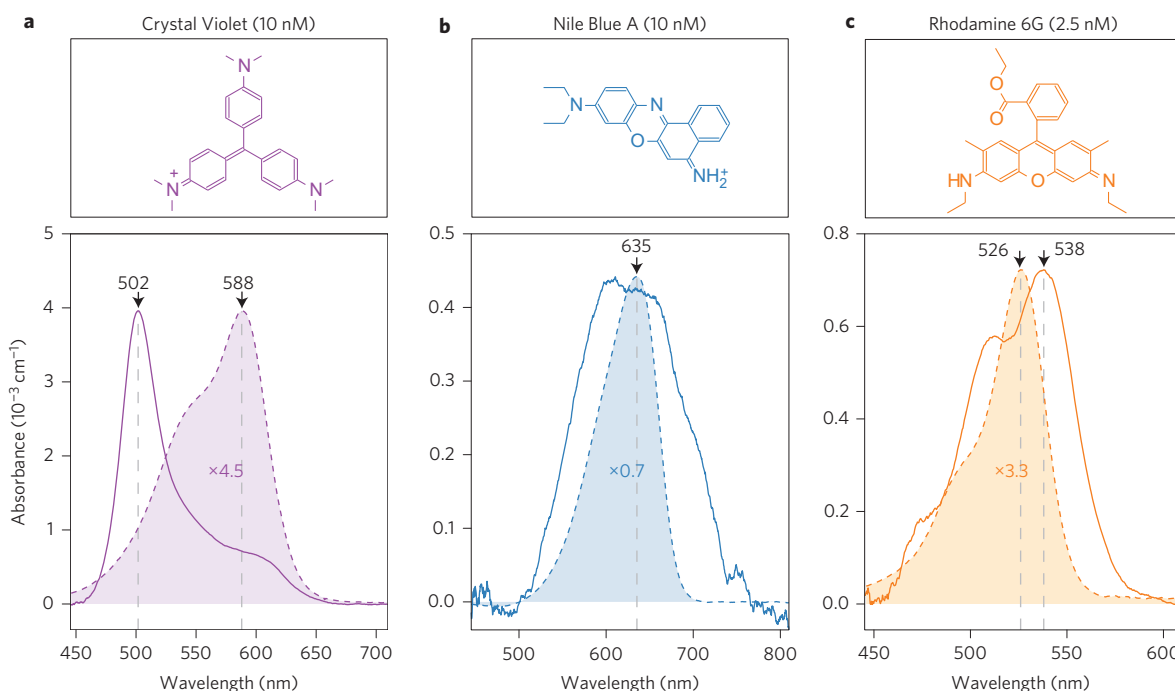 a Crystal Violet (10 nM)
b Nile Blue A (10 nM)
c Rhodamine 6G (2.5 nM)
N
N
N
+
N
N
O
NH2+
O
O
HN
O
N
5
4
3
2
1
0
502
588
×4.5
450 500 550 600 650 700
Wavelength (nm)
Absorbance (10−3 cm−1)
0.5
0.4
0.3
0.2
0.1
0.0
635
×0.7
500 600 700 800
Wavelength (nm)
0.8
0.6
0.4
0.2
0.0
526
538
×3.3
450 500 550 600
Wavelength (nm)